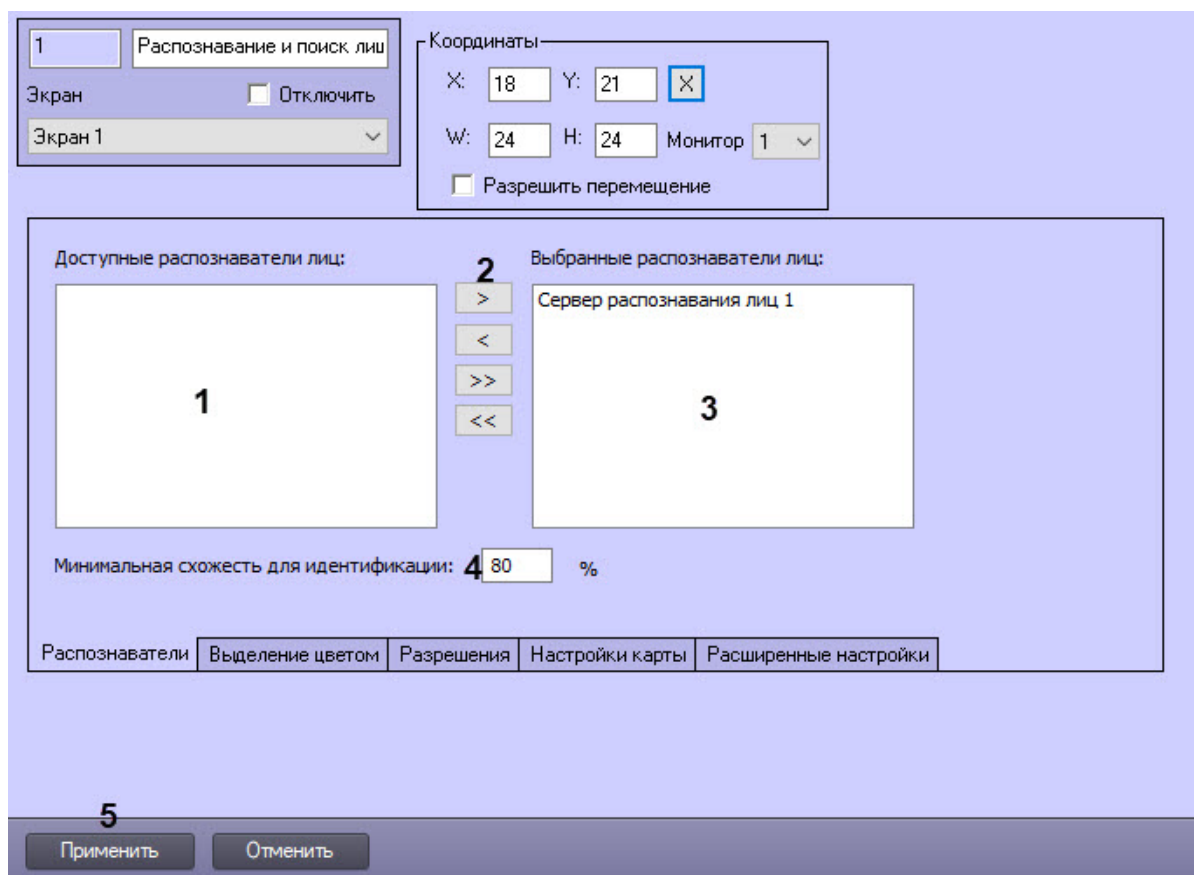 1 Распознавание и поиск лиц
Экран Отключить
Экран 1
Координаты
X: 18 Y: 21 X
W: 24 H: 24 Монитор 1
Разрешить перемещение
Доступные распознаватели лиц:
1
2
>
<
>>
<<
Выбранные распознаватели лиц:
Сервер распознавания лиц 1
3
Минимальная схожесть для идентификации: 4 80 %
Распознаватели Выделение цветом Разрешения Настройки карты Расширенные настройки
5
Применить Отменить